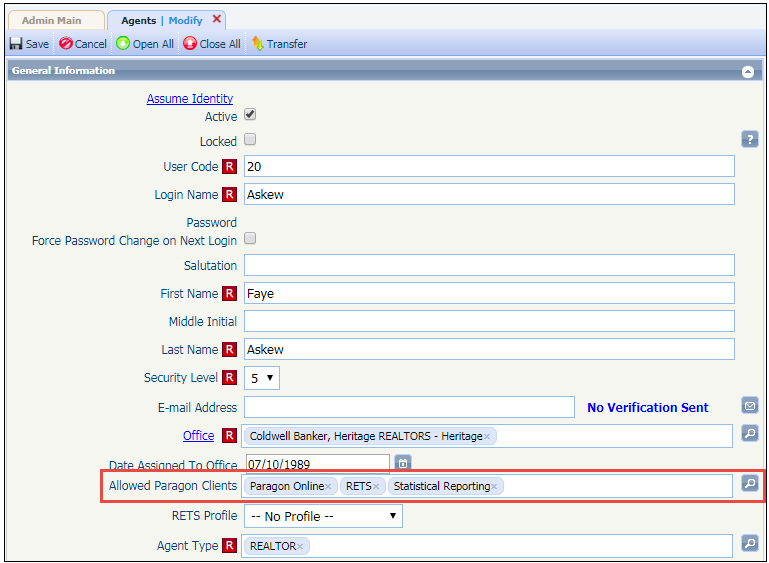 Admin Main Agents | Modify ×
Save Cancel Open All Close All Transfer
General Information
Assume Identity
Active
Locked ?
User Code R 20
Login Name R Askew
Password
Force Password Change on Next Login
Salutation
First Name R Faye
Middle Initial
Last Name R Askew
Security Level R 5
E-mail Address No Verification Sent
Office R Coldwell Banker, Heritage REALTORS - Heritage×
Date Assigned To Office 07/10/1989
Allowed Paragon Clients Paragon Online× RETS× Statistical Reporting×
RETS Profile -- No Profile --
Agent Type R REALTOR×